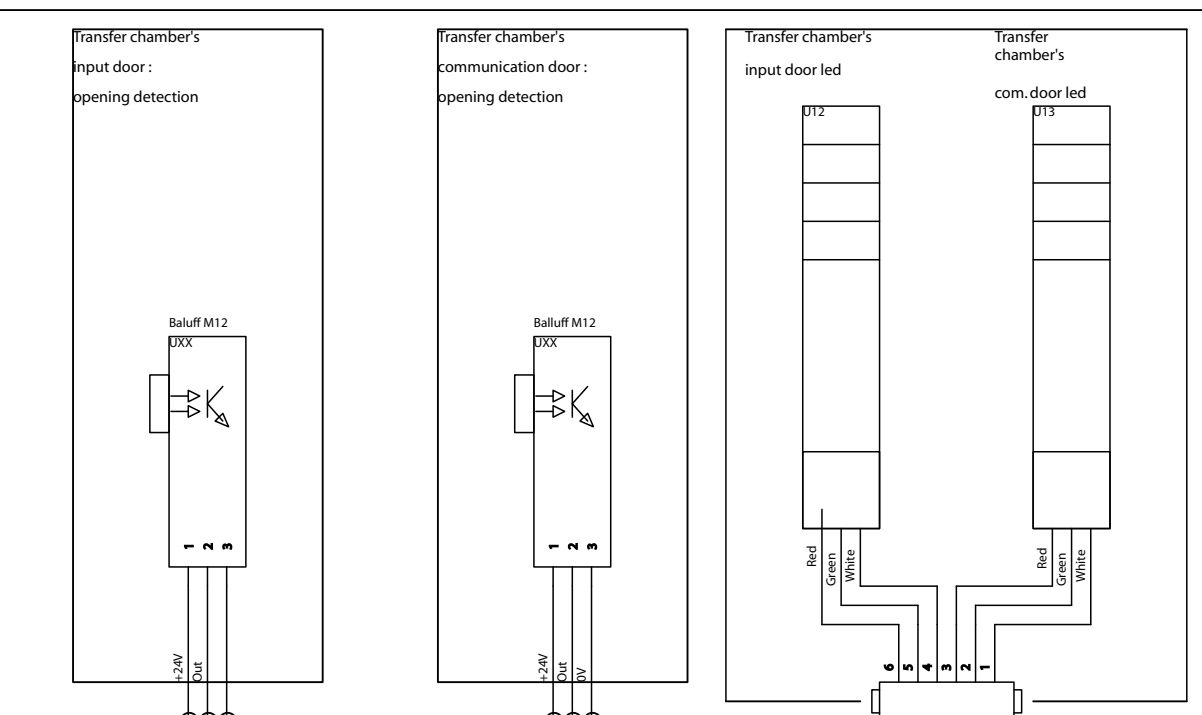 Transfer chamber's
input door :
opening detection
Baluff M12
UXX
1 2 3
+24V
Out
Transfer chamber's
communication door :
opening detection
Balluff M12
UXX
1 2 3
+24V
Out
0V
Transfer chamber's
input door led
U12
Red
Green
White
Transfer
chamber's
com. door led
U13
Red
Green
White
6 5 4 3 2 1